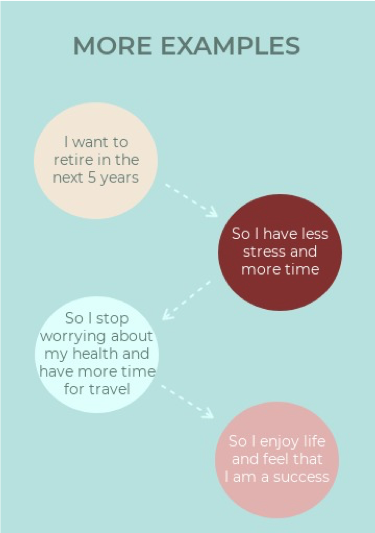 MORE EXAMPLES
I want to
retire in the
next 5 years
So I have less
stress and
more time
So I stop
worrying about
my health and
have more time
for travel
So I enjoy life
and feel that
I am a success